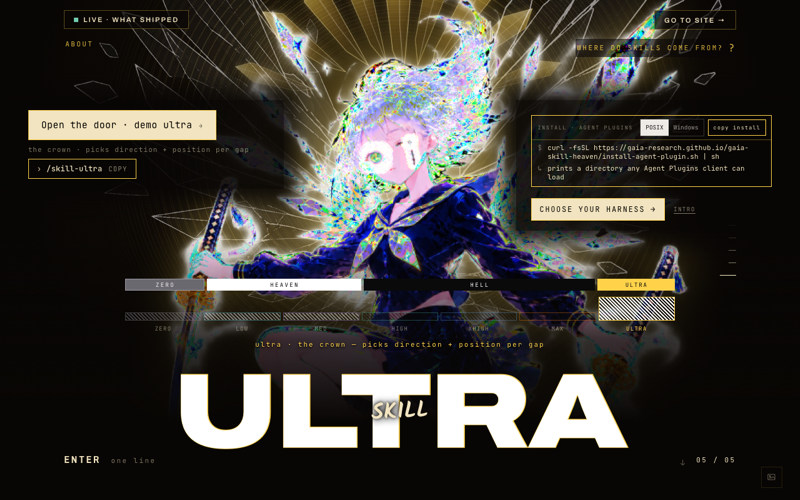 LIVE · WHAT SHIPPED
GO TO SITE →
ABOUT
WHERE DO SKILLS COME FROM? ?
Open the door · demo ultra →
the crown · picks direction + position per gap
› /skill-ultra COPY
INSTALL · AGENT PLUGINS POSIX Windows copy install
$ curl -fsSL https://gaia-research.github.io/gaia-
skill-heaven/install-agent-plugin.sh | sh
↳ prints a directory any Agent Plugins client can
load
CHOOSE YOUR HARNESS → INTRO
ZERO HEAVEN HELL ULTRA
ZERO LOW MED HIGH XHIGH MAX ULTRA
ultra · the crown — picks direction + position per gap
ULTRA
SKILL
ENTER one line
↓ 05 / 05